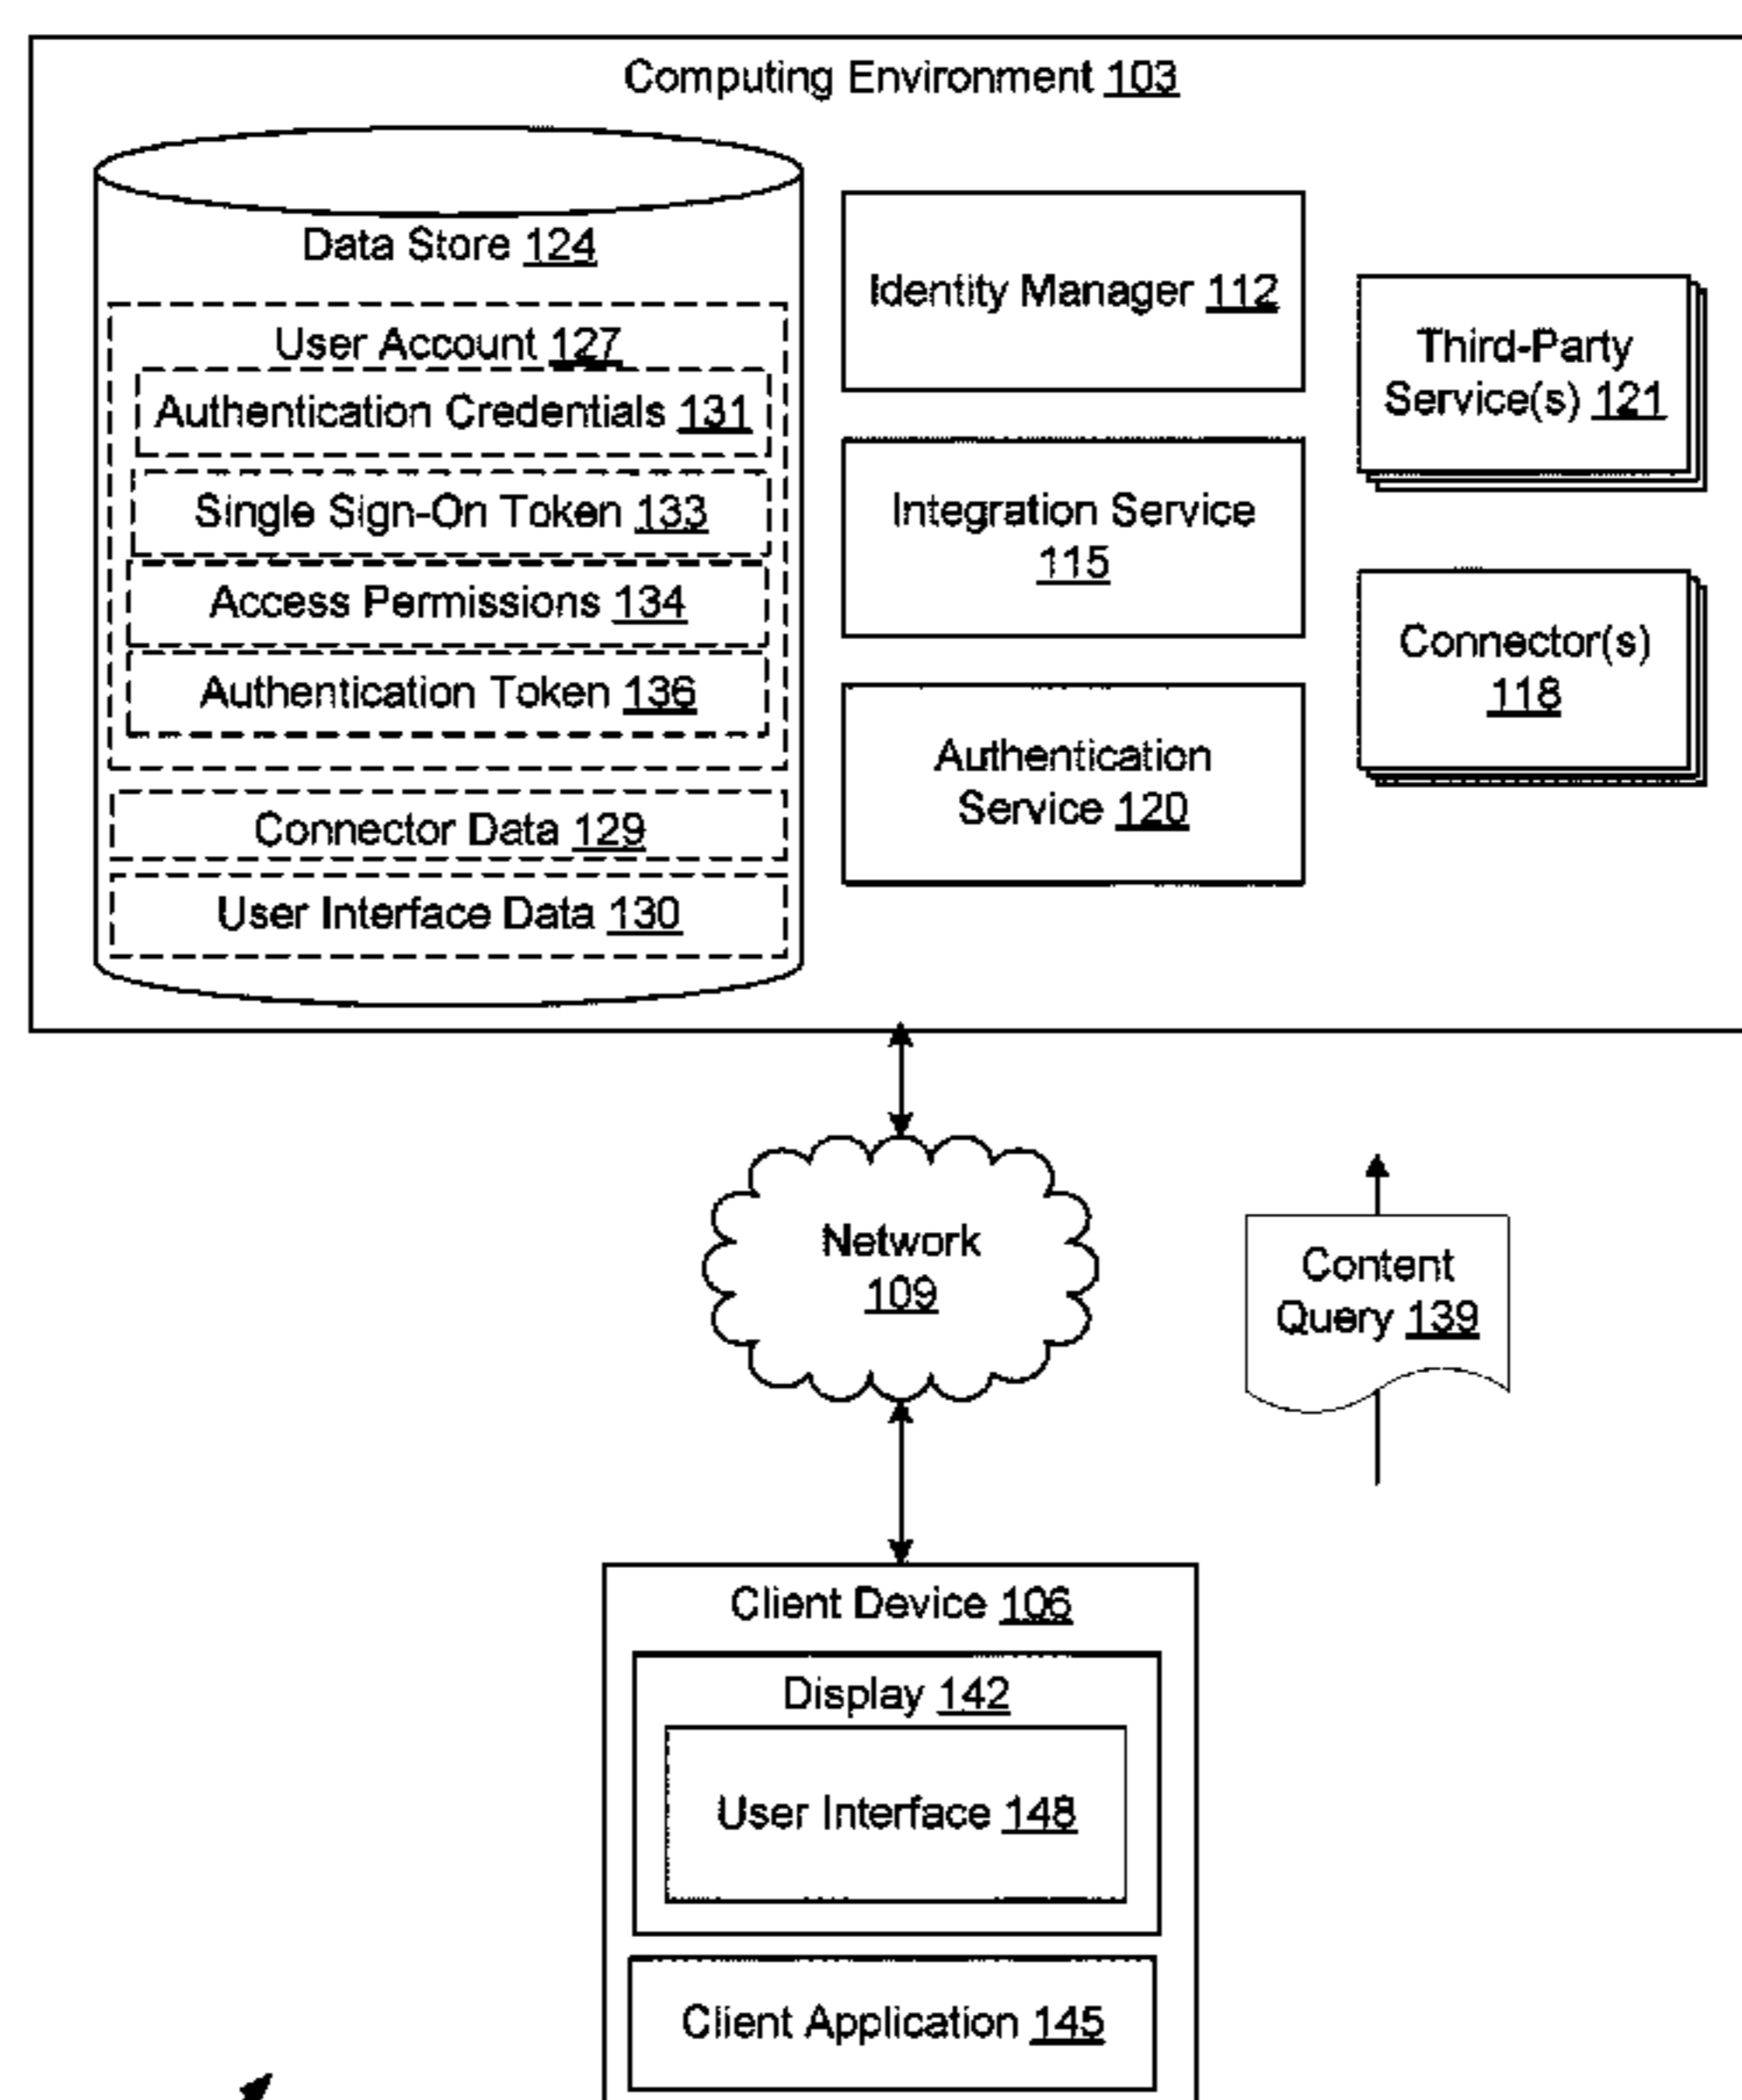 Computing Environment 103
Data Store 124
User Account 127
Authentication Credentials 131
Single Sign-On Token 133
Access Permissions 134
Authentication Token 136
Connector Data 129
User Interface Data 130
Identity Manager 112
Integration Service
115
Authentication
Service 120
Third-Party
Service(s) 121
Connector(s)
118
Network
109
Content
Query 139
Client Device 106
Display 142
User Interface 148
Client Application 145